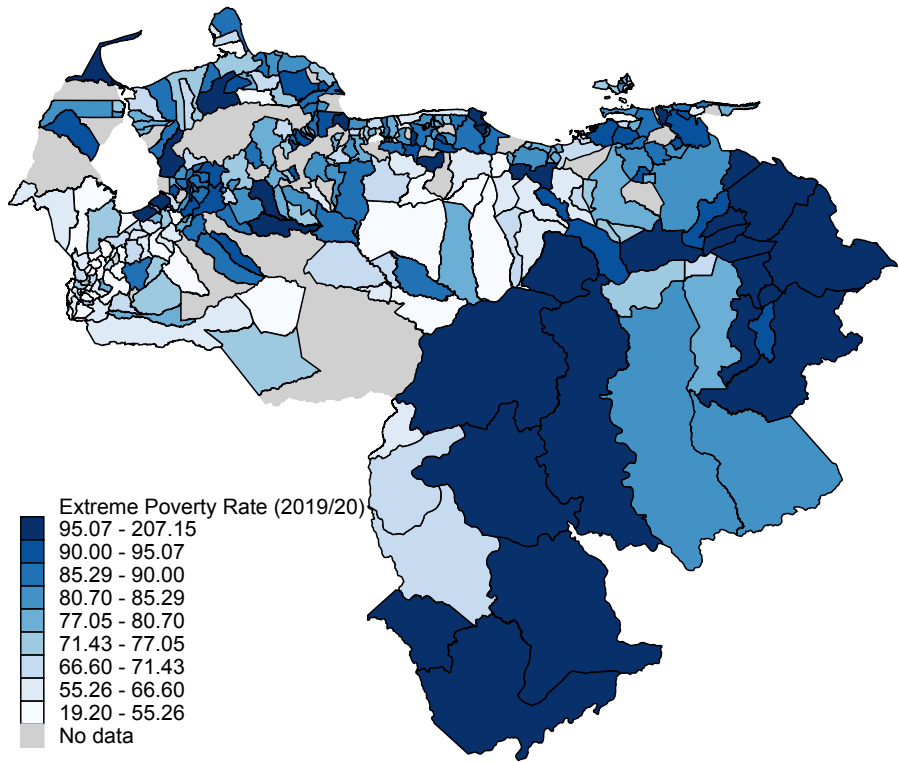 Extreme Poverty Rate (2019/20)
95.07 - 207.15
90.00 - 95.07
85.29 - 90.00
80.70 - 85.29
77.05 - 80.70
71.43 - 77.05
66.60 - 71.43
55.26 - 66.60
19.20 - 55.26
No data